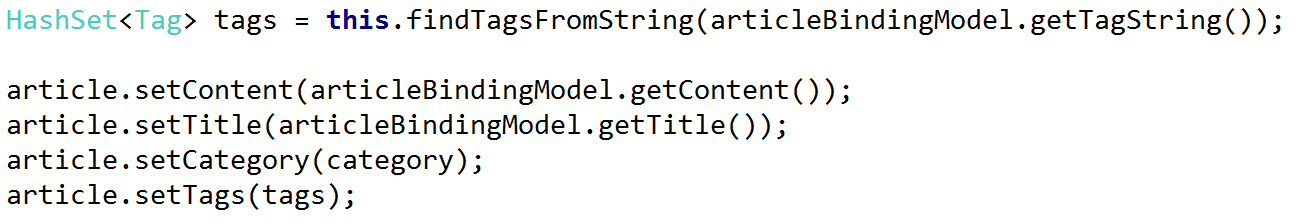 HashSet<Tag> tags = this.findTagsFromString(articleBindingModel.getTagString());
article.setContent(articleBindingModel.getContent());
article.setTitle(articleBindingModel.getTitle());
article.setCategory(category);
article.setTags(tags);